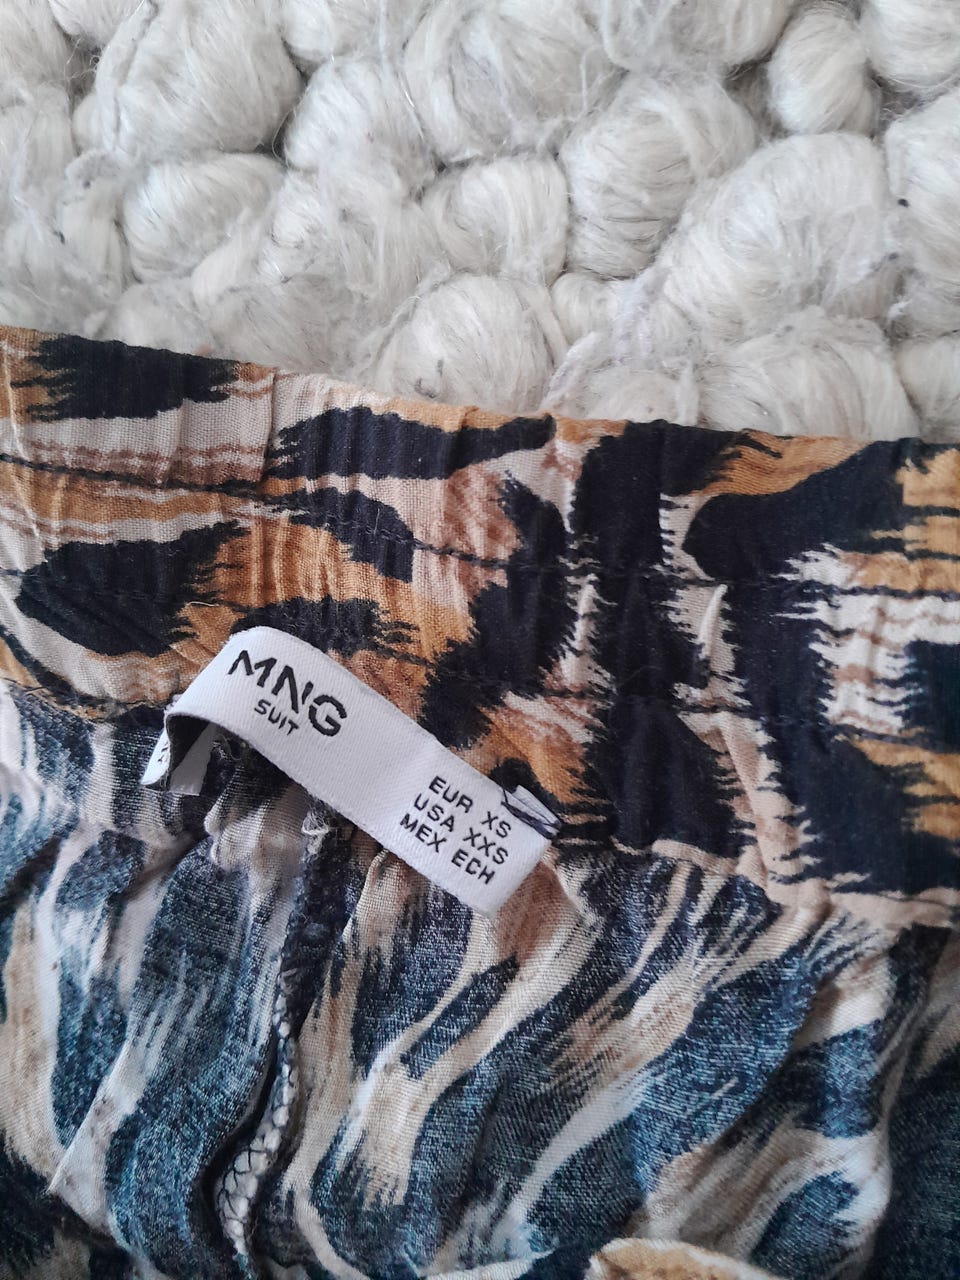 MNG
SUIT
EUR XS
USA XXS
MEX ECH